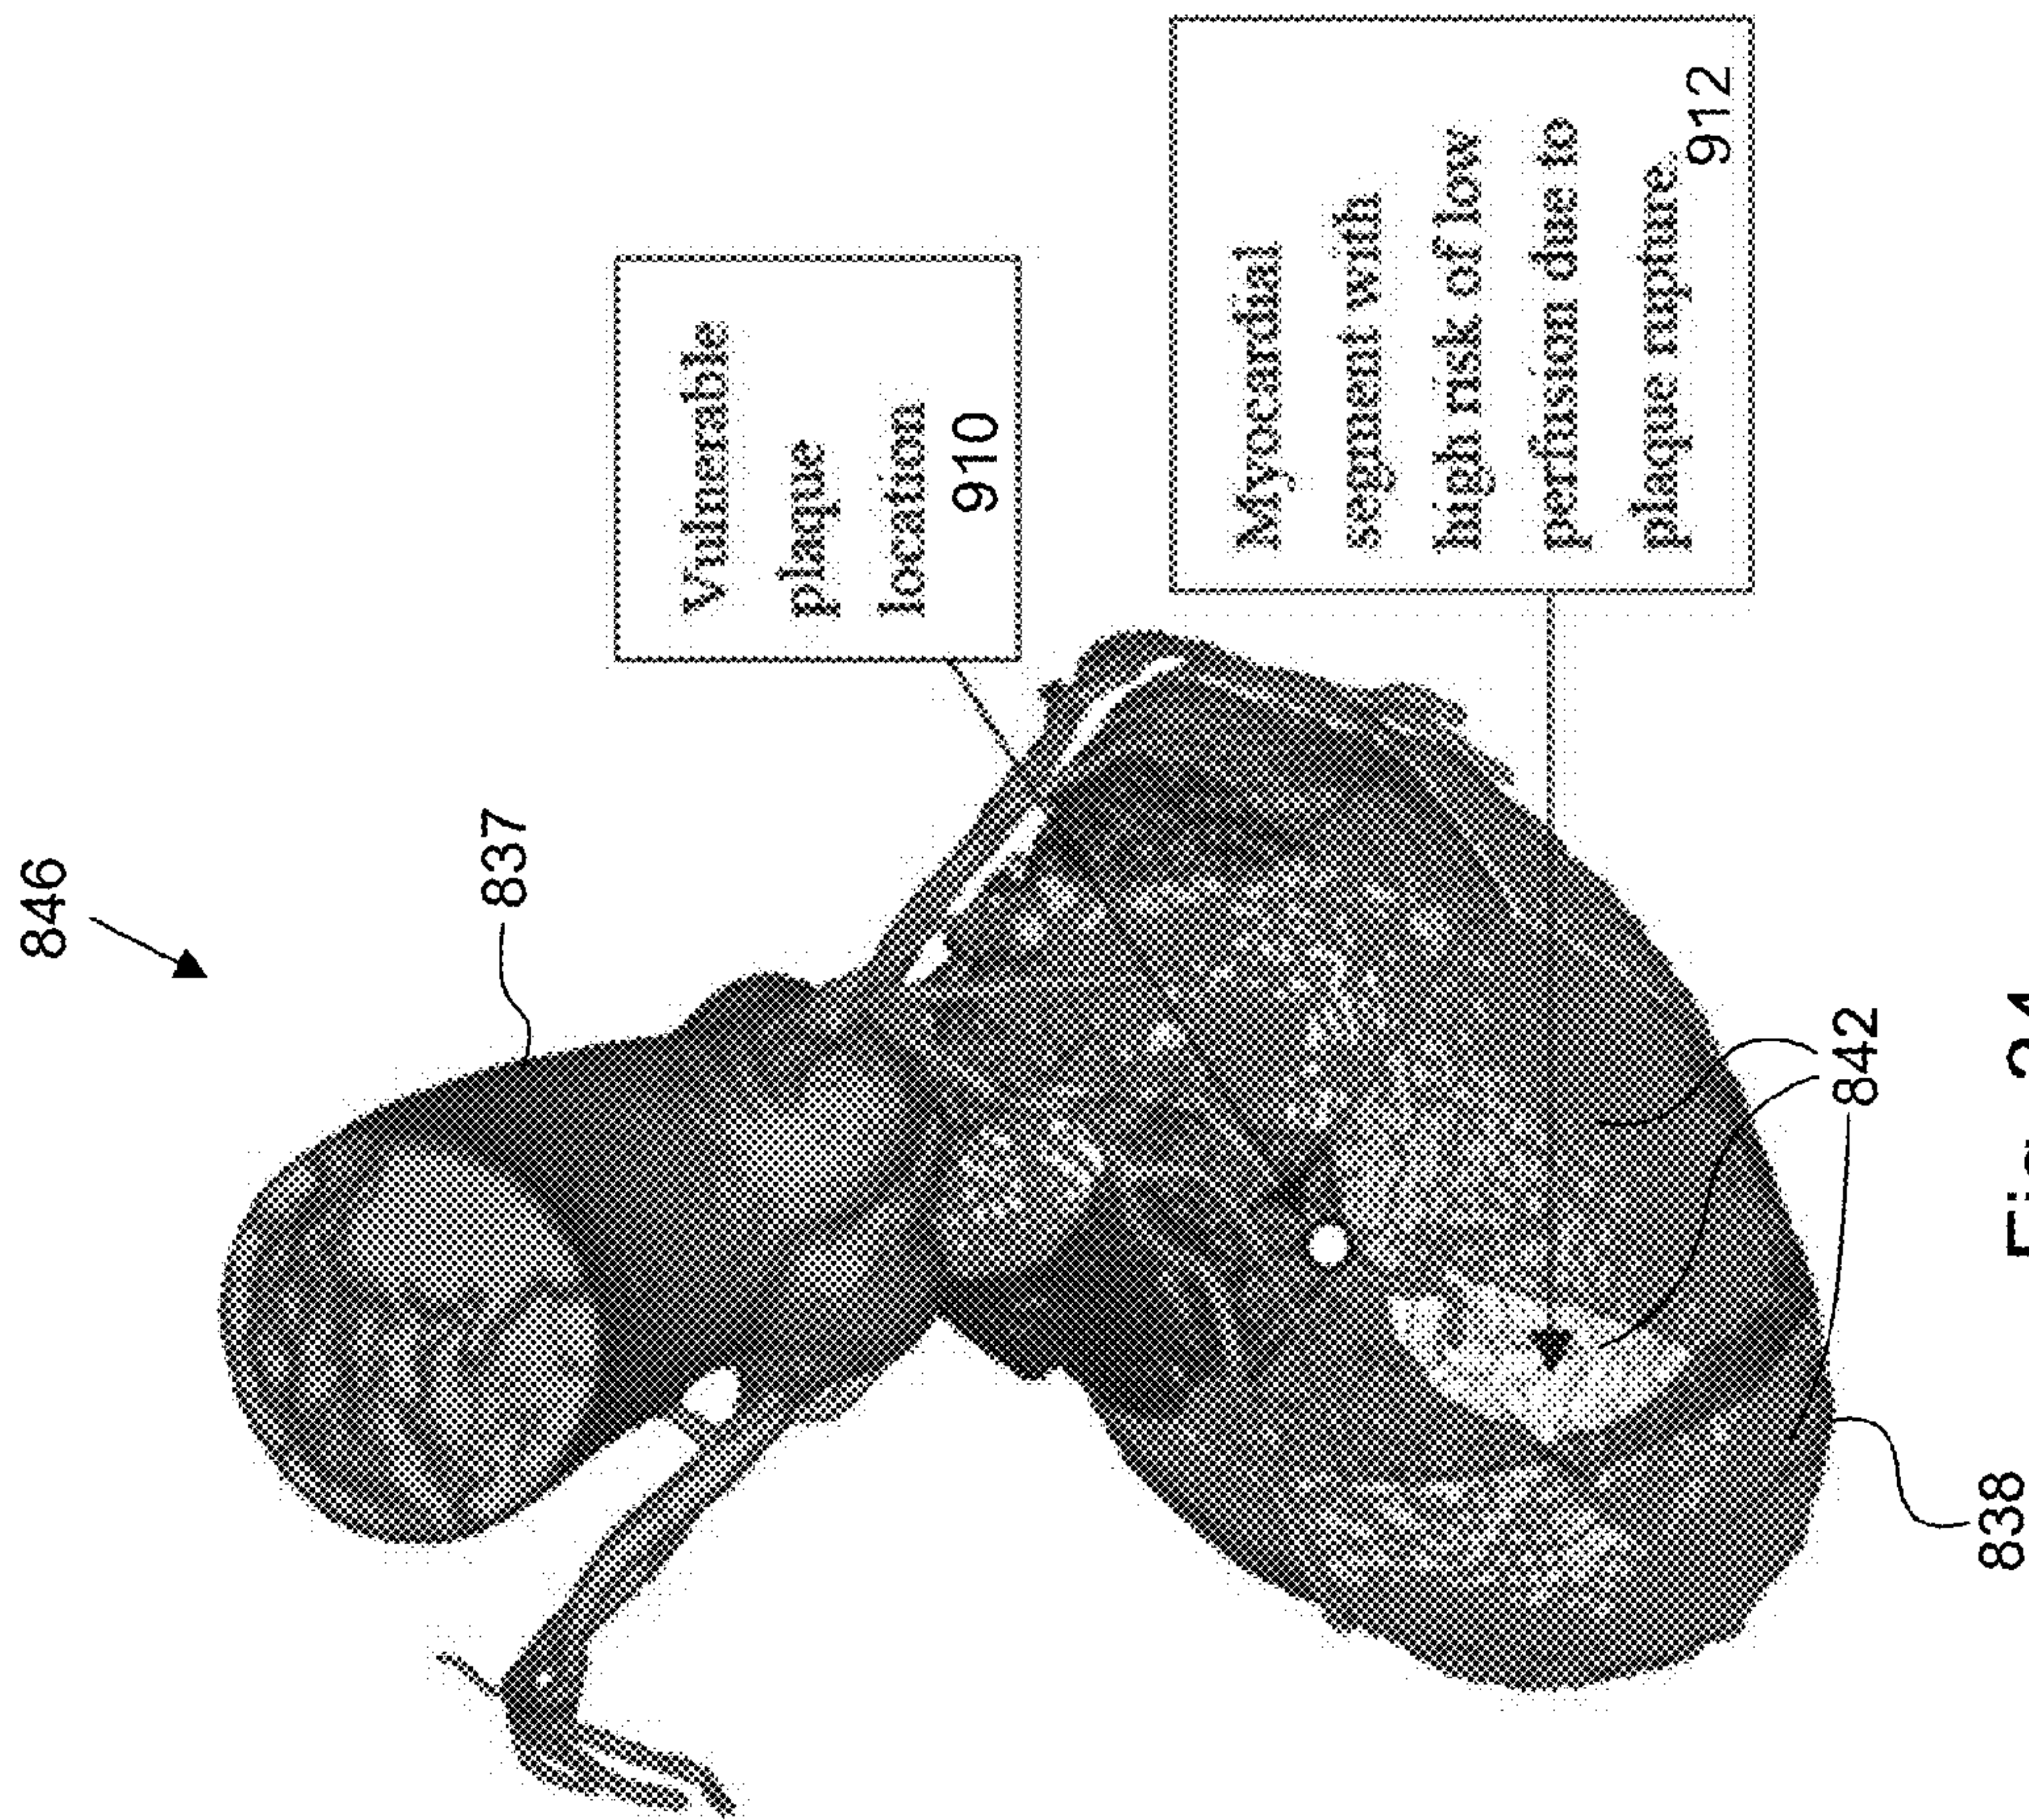 846
837
Vulnerable
plaque
location
910
Myocardial
segment with
high risk of low
perfusion due to
plaque rupture.
912
842
838
Fig.